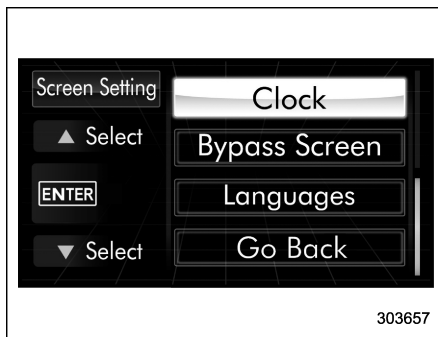 Screen Setting
▲ Select
ENTER
▼ Select
Clock
Bypass Screen
Languages
Go Back
303657